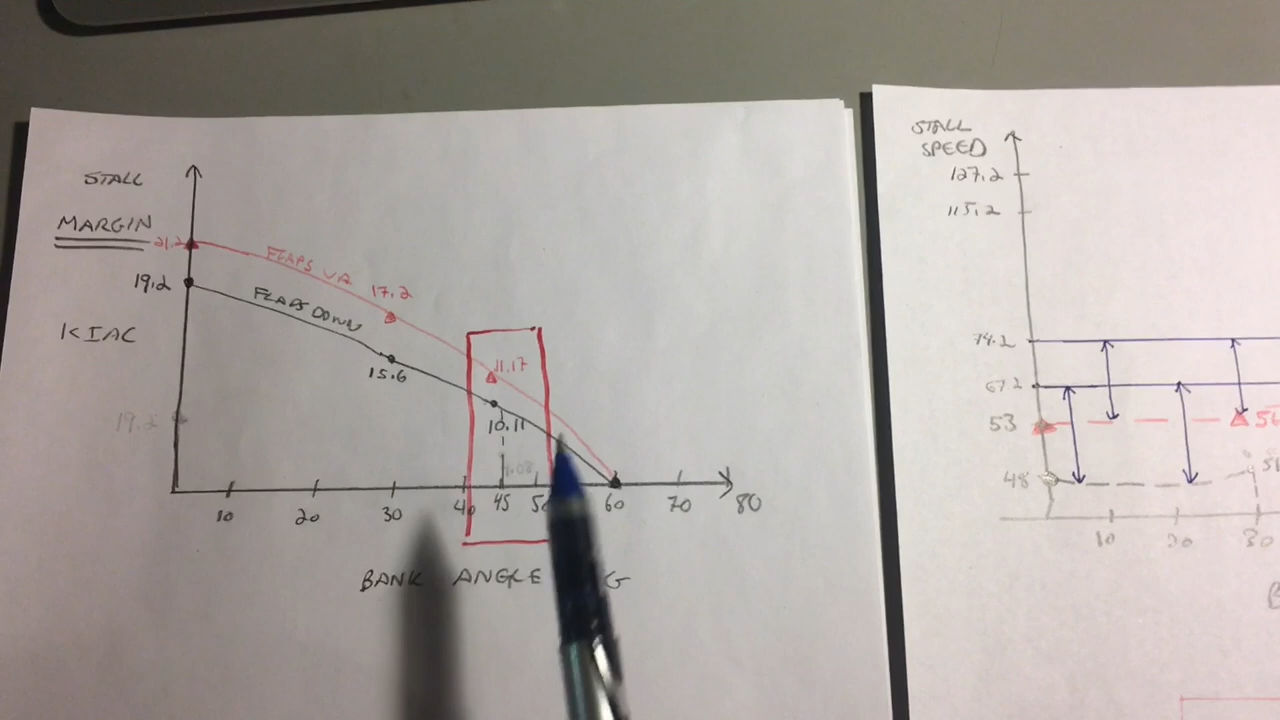 STALL
MARGIN
21.2
19.2
KIAC
19.2
FLAPS UP
17.2
FLAPS DOWN
15.6
11.17
10.11
10 20 30 40 45 50 60 70 80
BANK ANGLE
G
STALL
SPEED
127.2
115.2
74.2
67.2
53
48
10 20 30